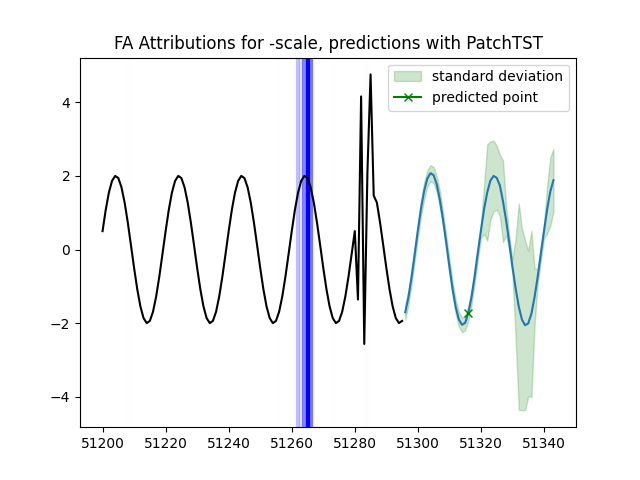 FA Attributions for -scale, predictions with PatchTST
standard deviation
predicted point
4
2
0
−2
−4
51200 51220 51240 51260 51280 51300 51320 51340